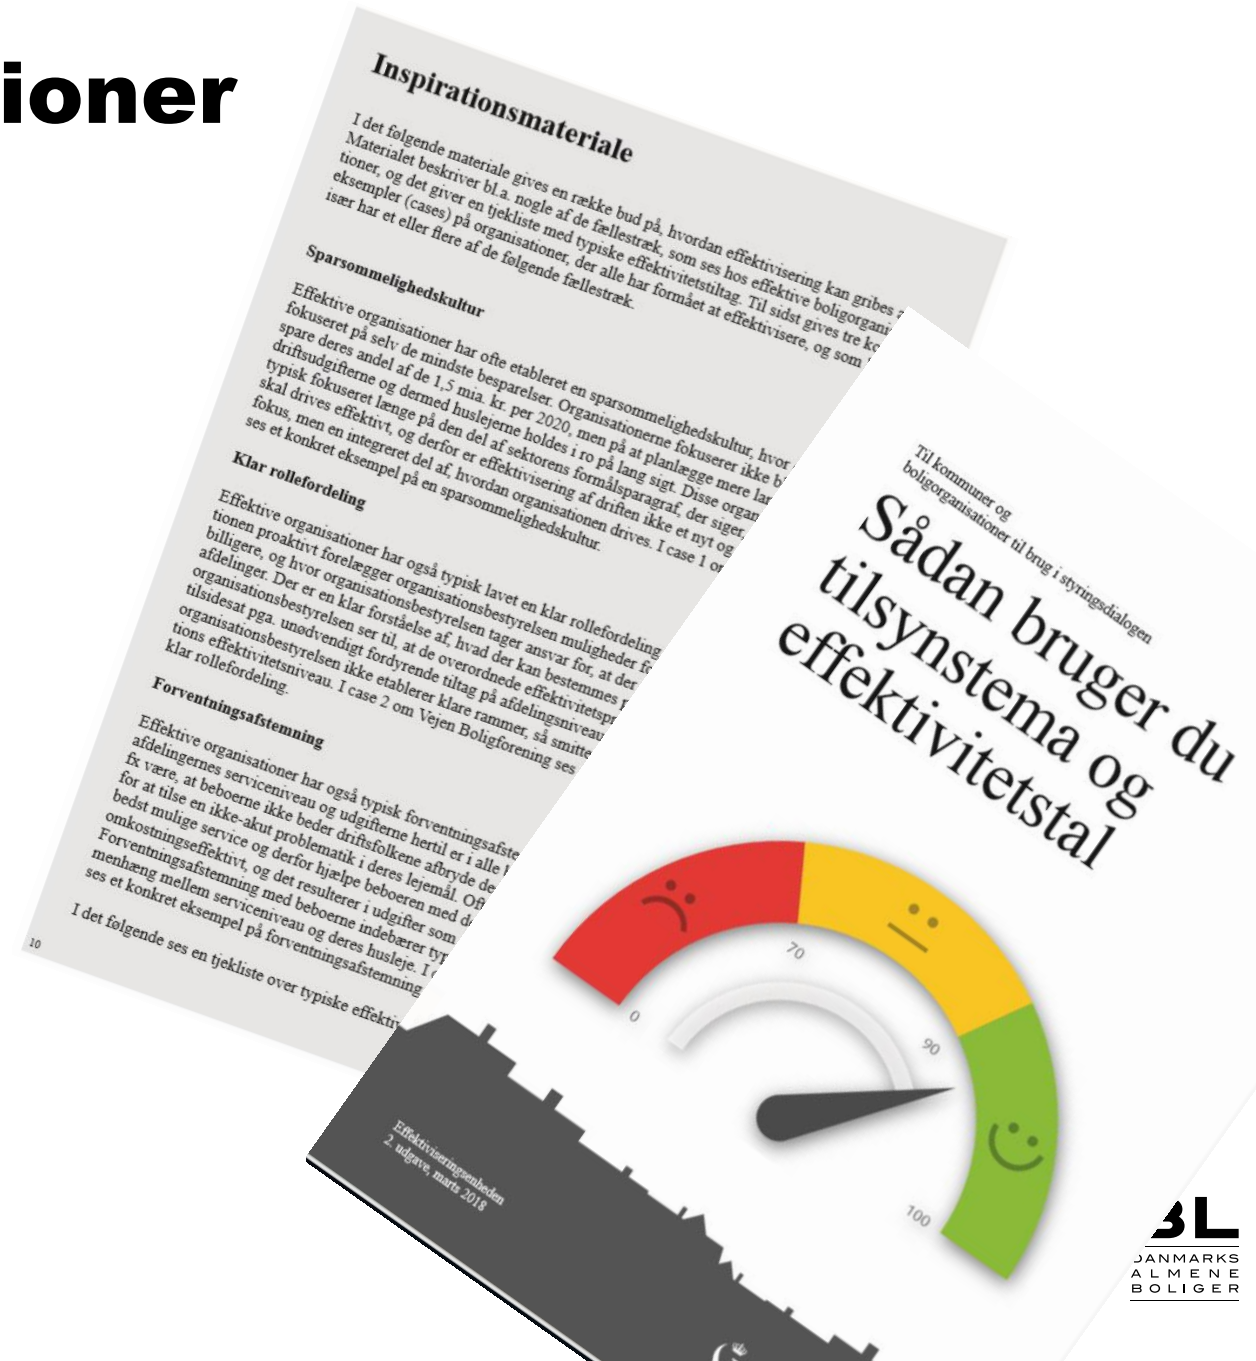 ioner
Inspirationsmateriale
I det følgende materiale gives en række bud på, hvordan effektivisering kan gribes
Materialet beskriver bl.a. nogle af de fællestræk, som ses hos effektive boligorgani
tioner, og det giver en tjekliste med typiske effektivitetstiltag. Til sidst gives tre ko
eksempler (cases) på organisationer, der alle har formået at effektivisere, og som
især har et eller flere af de følgende fællestræk.
Sparsommelighedskultur
Effektive organisationer har ofte etableret en sparsommelighedskultur, hvor
fokuseret på selv de mindste besparelser. Organisationerne fokuserer ikke b
spare deres andel af de 1,5 mia. kr. per 2020, men på at planlægge mere lan
driftsudgifterne og dermed huslejerne holdes i ro på lang sigt. Disse organ
typisk fokuseret længe på den del af sektorens formålsparagraf, der siger,
skal drives effektivt, og derfor er effektivisering af driften ikke et nyt og
fokus, men en integreret del af, hvordan organisationen drives. I case 1 o
ses et konkret eksempel på en sparsommelighedskultur.
Klar rollefordeling
Effektive organisationer har også typisk lavet en klar rollefordeling
tionen proaktivt forelægger organisationsbestyrelsen muligheder f
billigere, og hvor organisationsbestyrelsen tager ansvar for, at der
afdelinger. Der er en klar forståelse af, hvad der kan bestemmes
organisationsbestyrelsen ser til, at de overordnede effektivitetspr
tilsidesat pga. unødvendigt fordyrende tiltag på afdelingsniveau
organisationsbestyrelsen ikke etablerer klare rammer, så smitte
tions effektivitetsniveau. I case 2 om Vejen Boligforening ses
klar rollefordeling.
Forventningsafstemning
Effektive organisationer har også typisk forventningsafste
afdelingernes serviceniveau og udgifterne hertil er i alle
fx være, at beboerne ikke beder driftsfolkene afbryde de
for at tilse en ikke-akut problematik i deres lejemål. Oft
bedst mulige service og derfor hjælpe beboeren med d
omkostningseffektivt, og det resulterer i udgifter som
Forventningsafstemning med beboerne indebærer typ
menhæng mellem serviceniveau og deres husleje. I
ses et konkret eksempel på forventningsafstemning
I det følgende ses en tjekliste over typiske effektiv
10
Til kommuner og
boligorganisationer til brug i styringsdialogen
Sådan bruger du
tilsynstema og
effektivitetstal
0
70
90
100
Effektiviseringsenheden
2. udgave, marts 2018
BL
DANMARKS
ALMENE
BOLIGER